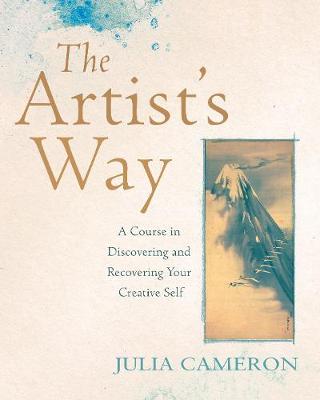 The
Artist's
Way
A Course in
Discovering and
Recovering Your
Creative Self
JULIA CAMERON